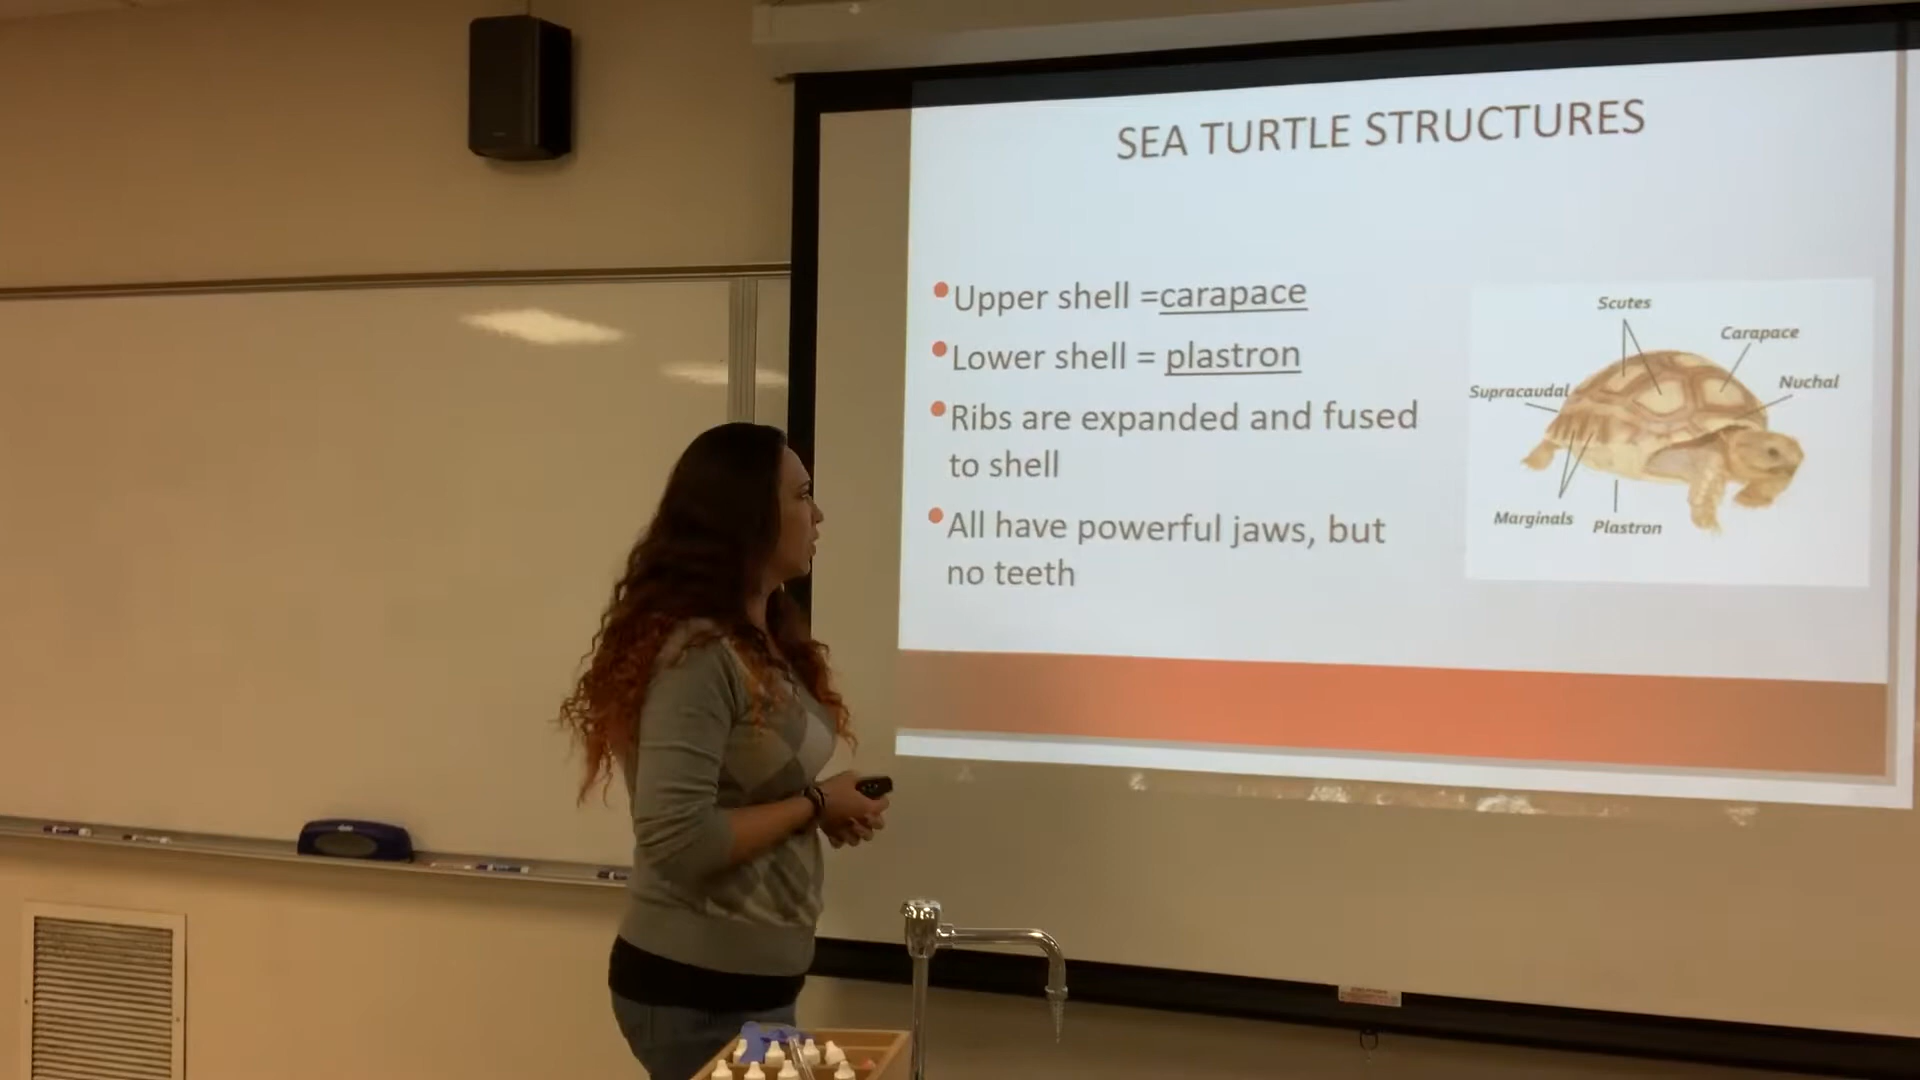 SEA TURTLE STRUCTURES
Upper shell =carapace
Lower shell = plastron
Ribs are expanded and fused
to shell
All have powerful jaws, but
no teeth
Scutes
Carapace
Nuchal
Supracaudal
Marginals
Plastron